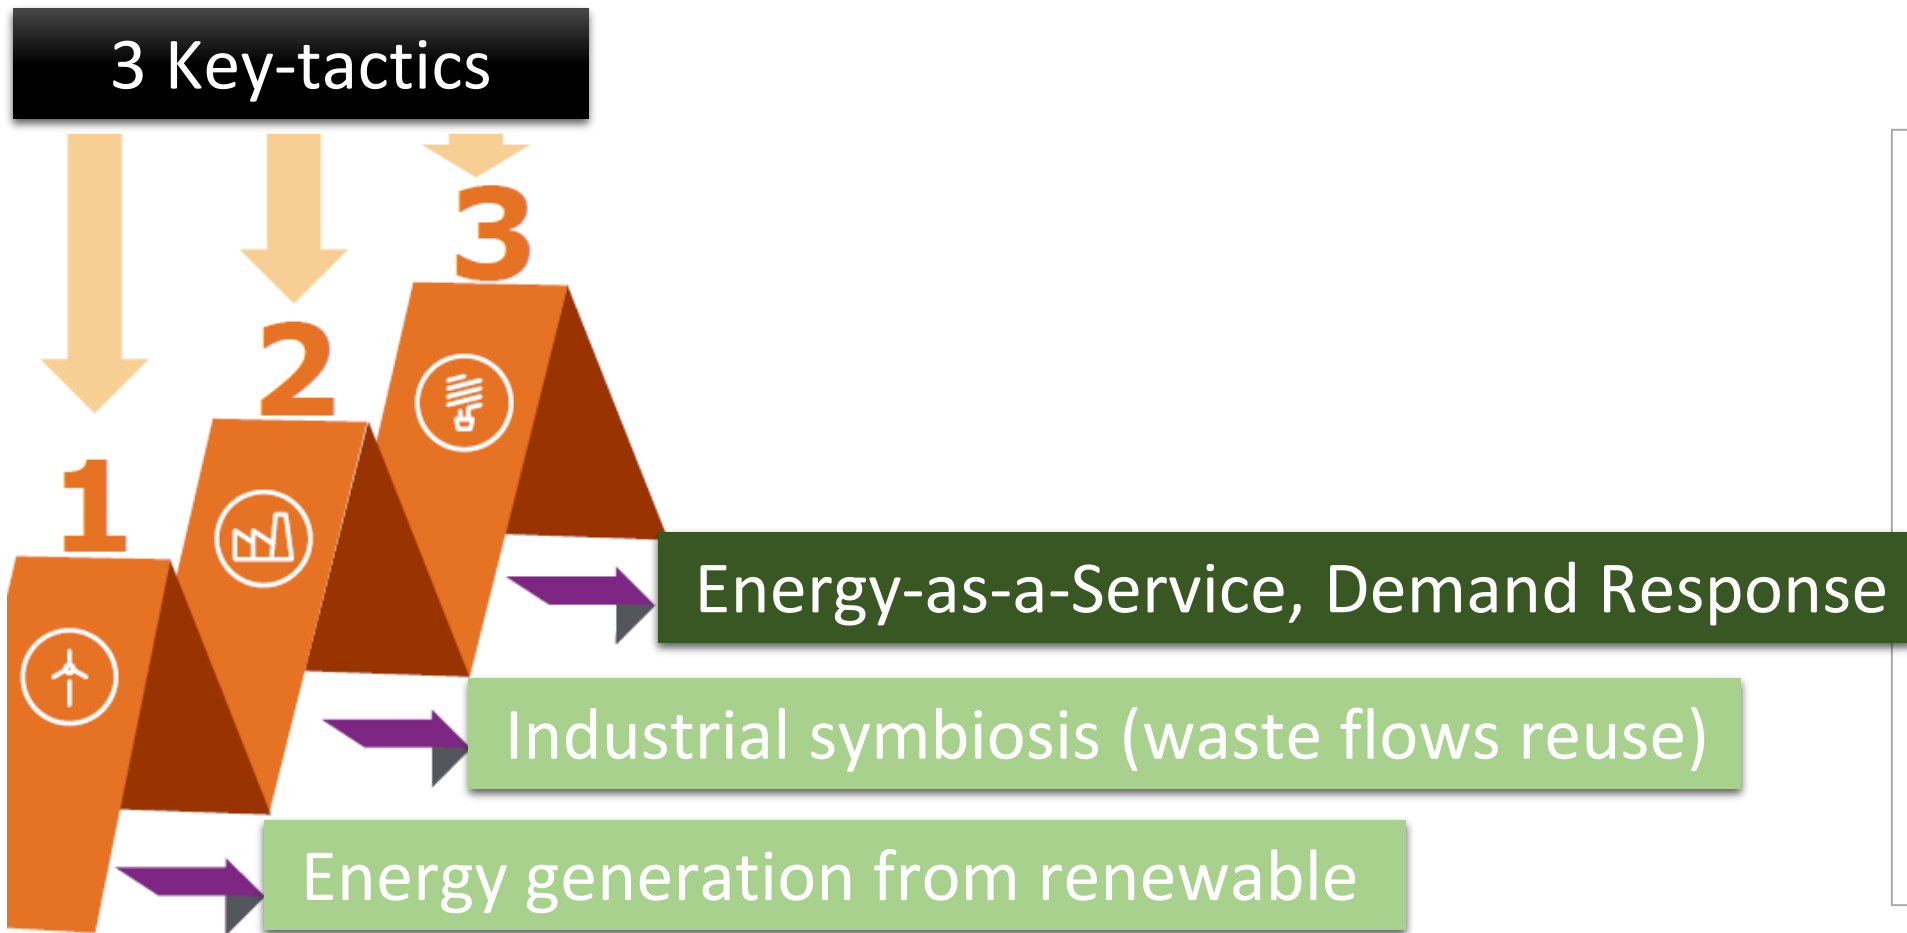 3 Key-tactics
3
2
1
Energy-as-a-Service, Demand Response
Industrial symbiosis (waste flows reuse)
Energy generation from renewable